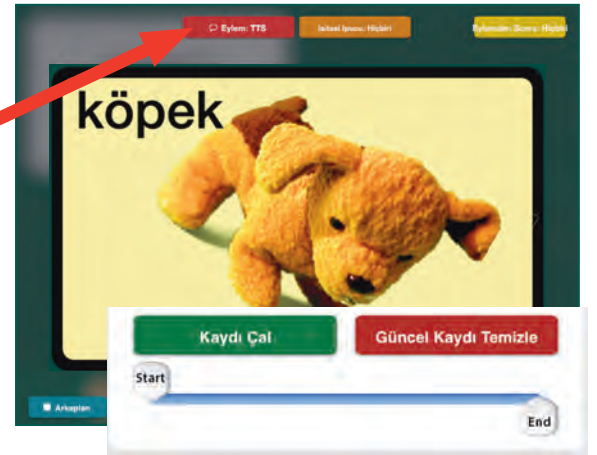 Eylem: TTS
İşitsel İpucu: Hiçbiri
Eylemden Sonra: Hiçbiri
köpek
Kaydı Çal
Güncel Kaydı Temizle
Start
End
Arkaplan